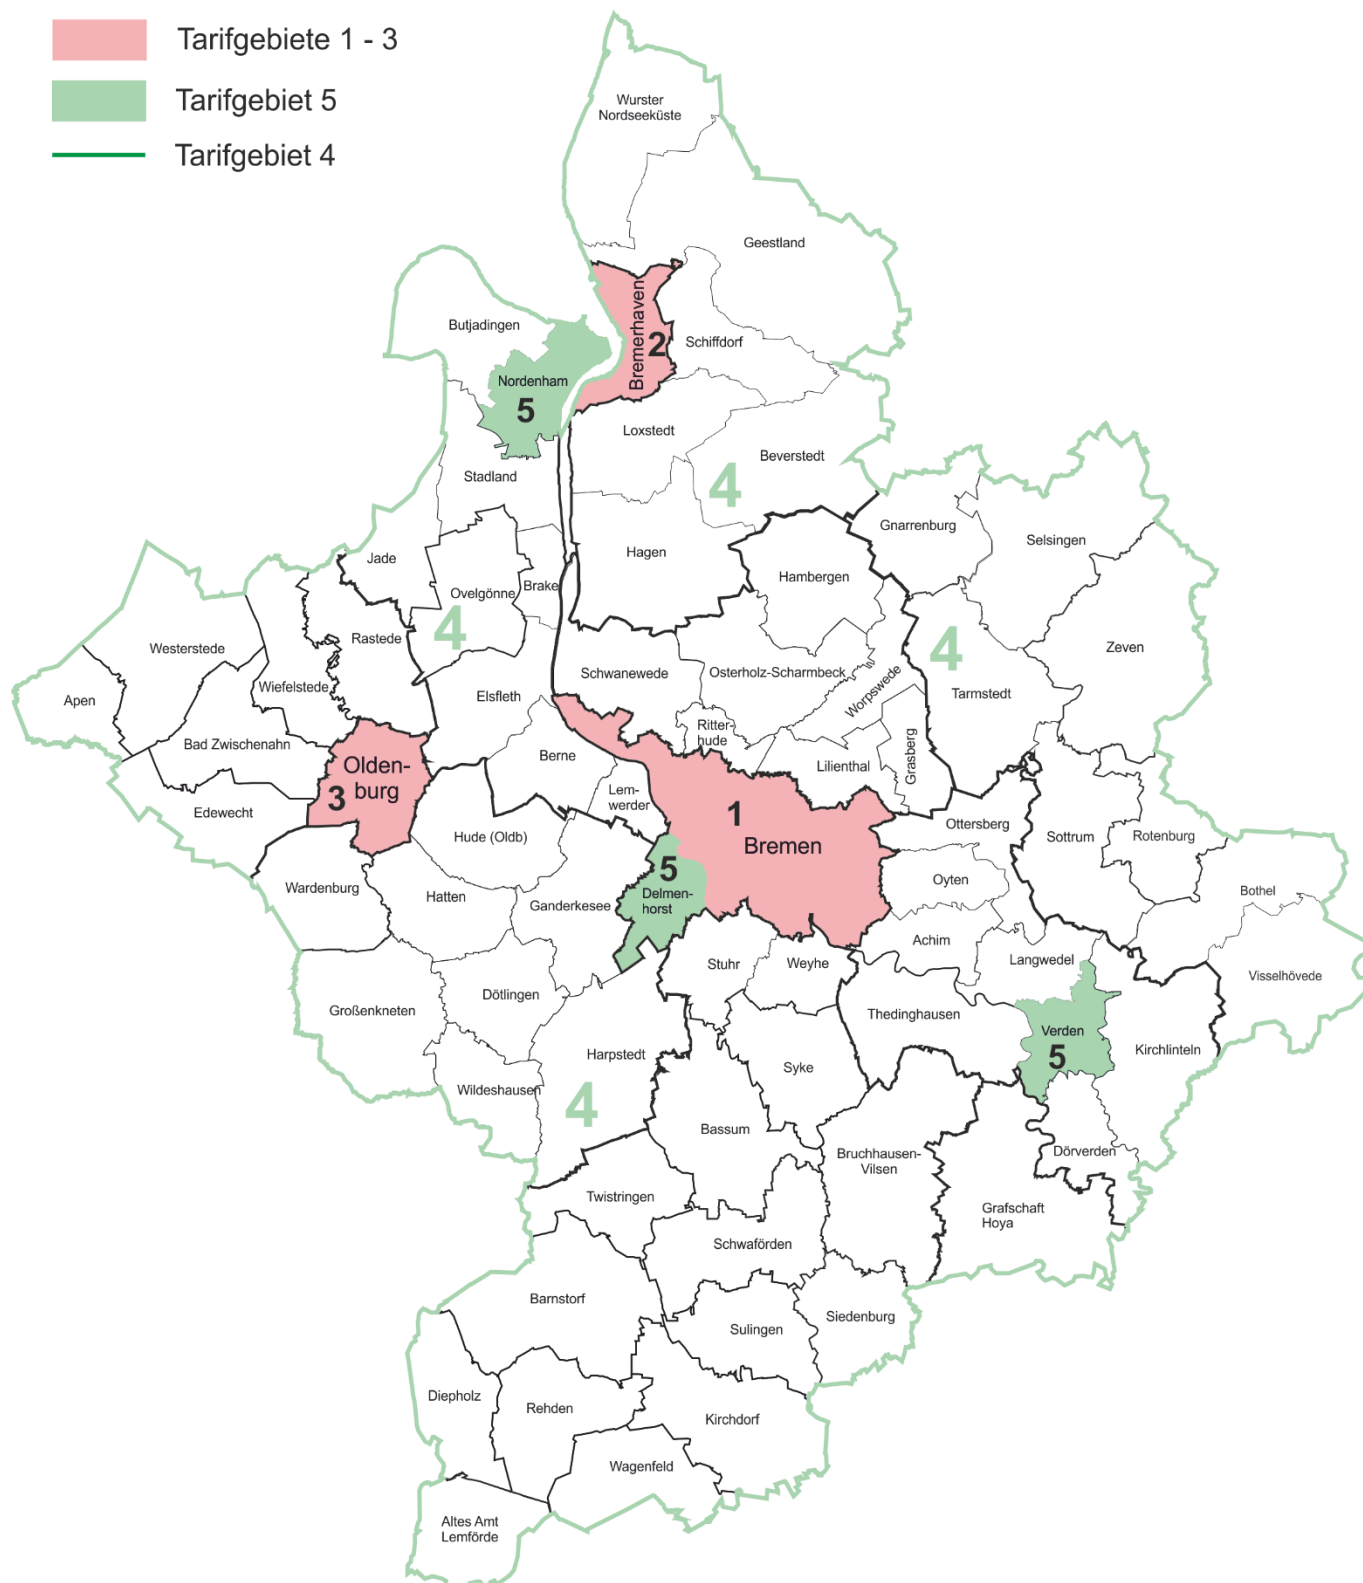 Tarifgebiete 1 - 3
Tarifgebiet 5
Tarifgebiet 4
Wurster
Nordseeküste
Geestland
Butjadingen
Bremerhaven
2
Schiffdorf
Nordenham
5
Loxstedt
Beverstedt
4
Stadland
Gnarrenburg
Selsingen
Hagen
Jade
Hambergen
Ovelgönne
Brake
4
Rastede
Westerstede
4
Zeven
Schwanewede
Osterholz-Scharmbeck
Worpswede
Tarmstedt
Apen
Wiefelstede
Elsfleth
Ritter-
hude
Bad Zwischenahn
Berne
Lilienthal
Grasberg
Olden-
burg
3
Lem-
werder
Edewecht
1
Bremen
Ottersberg
Hude (Oldb)
Sottrum
Rotenburg
5
Delmen-
horst
Wardenburg
Hatten
Ganderkesee
Oyten
Bothel
Achim
Langwedel
Stuhr
Weyhe
Visselhövede
Großenkneten
Dötlingen
Thedinghausen
Verden
5
Kirchlinteln
Harpstedt
Syke
Wildeshausen
4
Bassum
Bruchhausen-
Vilsen
Dörverden
Twistringen
Grafschaft
Hoya
Schwaförden
Barnstorf
Siedenburg
Sulingen
Diepholz
Rehden
Kirchdorf
Wagenfeld
Altes Amt
Lemförde